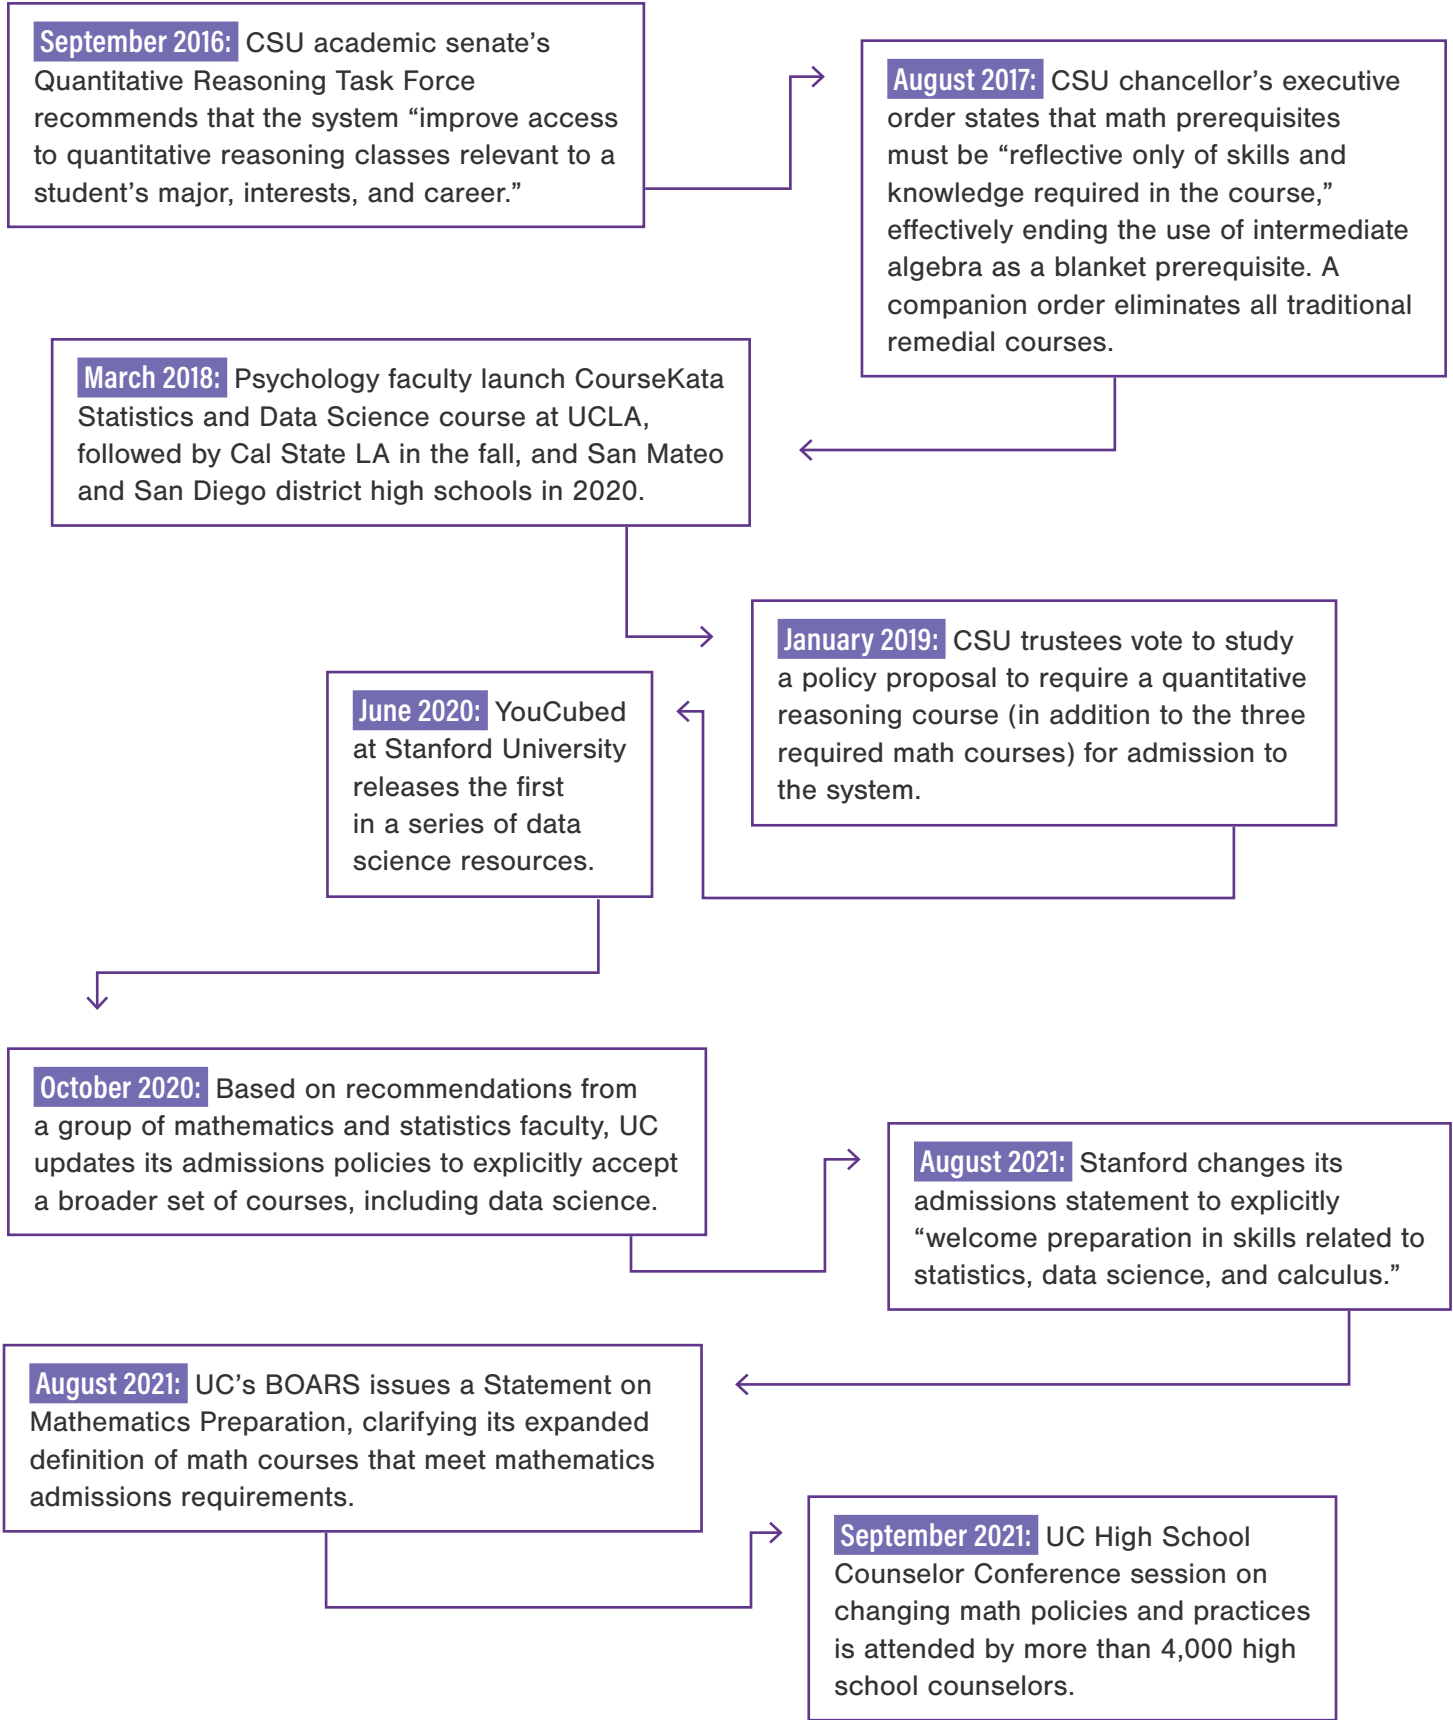 September 2016: CSU academic senate’s
Quantitative Reasoning Task Force
recommends that the system “improve access
to quantitative reasoning classes relevant to a
student’s major, interests, and career.”
August 2017: CSU chancellor’s executive
order states that math prerequisites
must be “reflective only of skills and
knowledge required in the course,”
effectively ending the use of intermediate
algebra as a blanket prerequisite. A
companion order eliminates all traditional
remedial courses.
March 2018: Psychology faculty launch CourseKata
Statistics and Data Science course at UCLA,
followed by Cal State LA in the fall, and San Mateo
and San Diego district high schools in 2020.
January 2019: CSU trustees vote to study
a policy proposal to require a quantitative
reasoning course (in addition to the three
required math courses) for admission to
the system.
June 2020: YouCubed
at Stanford University
releases the first
in a series of data
science resources.
October 2020: Based on recommendations from
a group of mathematics and statistics faculty, UC
updates its admissions policies to explicitly accept
a broader set of courses, including data science.
August 2021: Stanford changes its
admissions statement to explicitly
“welcome preparation in skills related to
statistics, data science, and calculus.”
August 2021: UC’s BOARS issues a Statement on
Mathematics Preparation, clarifying its expanded
definition of math courses that meet mathematics
admissions requirements.
September 2021: UC High School
Counselor Conference session on
changing math policies and practices
is attended by more than 4,000 high
school counselors.